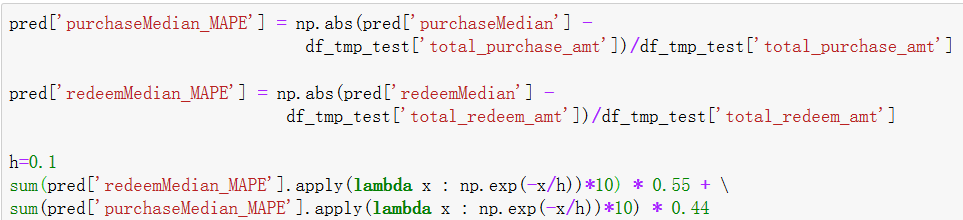 pred['purchaseMedian_MAPE'] = np.abs(pred['purchaseMedian'] -
df_tmp_test['total_purchase_amt'])/df_tmp_test['total_purchase_amt']
pred['redeemMedian_MAPE'] = np.abs(pred['redeemMedian'] -
df_tmp_test['total_redeem_amt'])/df_tmp_test['total_redeem_amt']
h=0.1
sum(pred['redeemMedian_MAPE'].apply(lambda x : np.exp(-x/h))*10) * 0.55 + \
sum(pred['purchaseMedian_MAPE'].apply(lambda x : np.exp(-x/h))*10) * 0.44